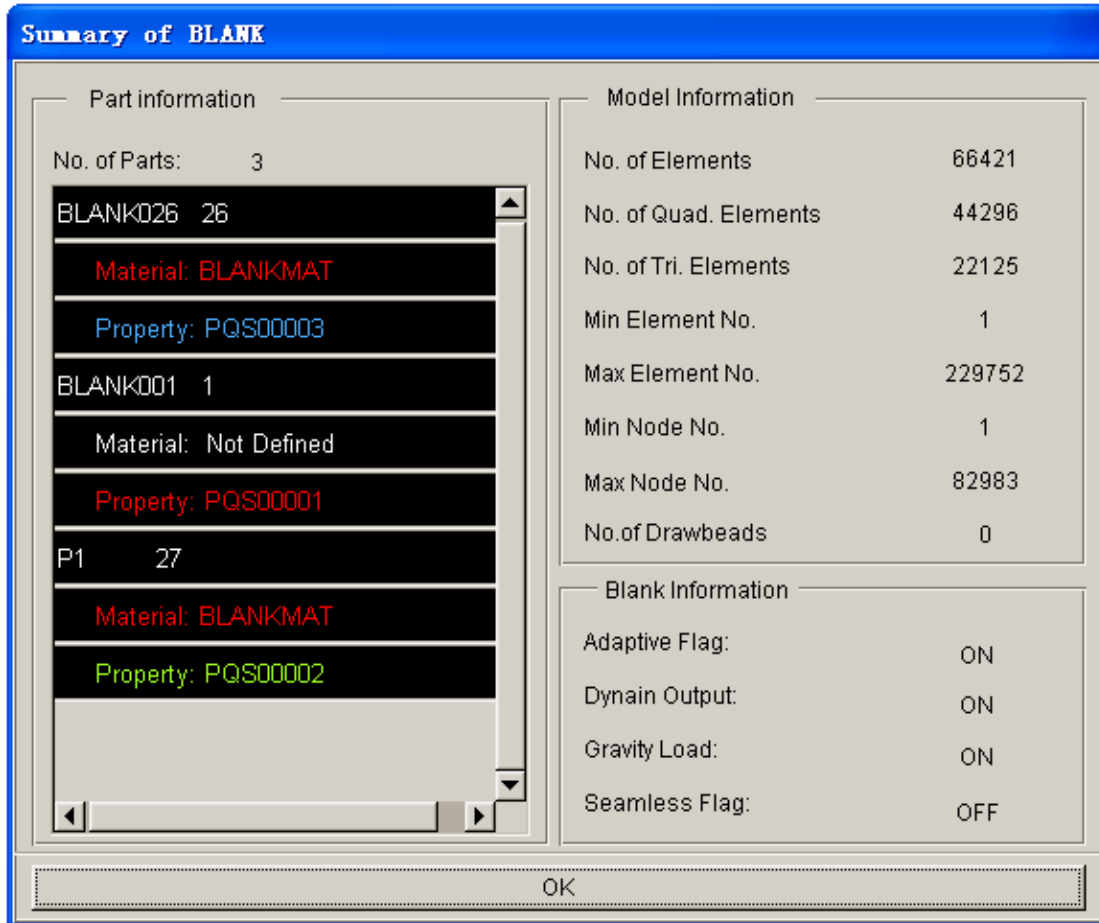 Summary of BLANK
Part information
No. of Parts: 3
BLANK026 26
Material: BLANKMAT
Property: PQS00003
BLANK001 1
Material: Not Defined
Property: PQS00001
P1 27
Material: BLANKMAT
Property: PQS00002
Model Information
No. of Elements 66421
No. of Quad. Elements 44296
No. of Tri. Elements 22125
Min Element No. 1
Max Element No. 229752
Min Node No. 1
Max Node No. 82983
No.of Drawbeads 0
Blank Information
Adaptive Flag: ON
Dynain Output: ON
Gravity Load: ON
Seamless Flag: OFF
OK